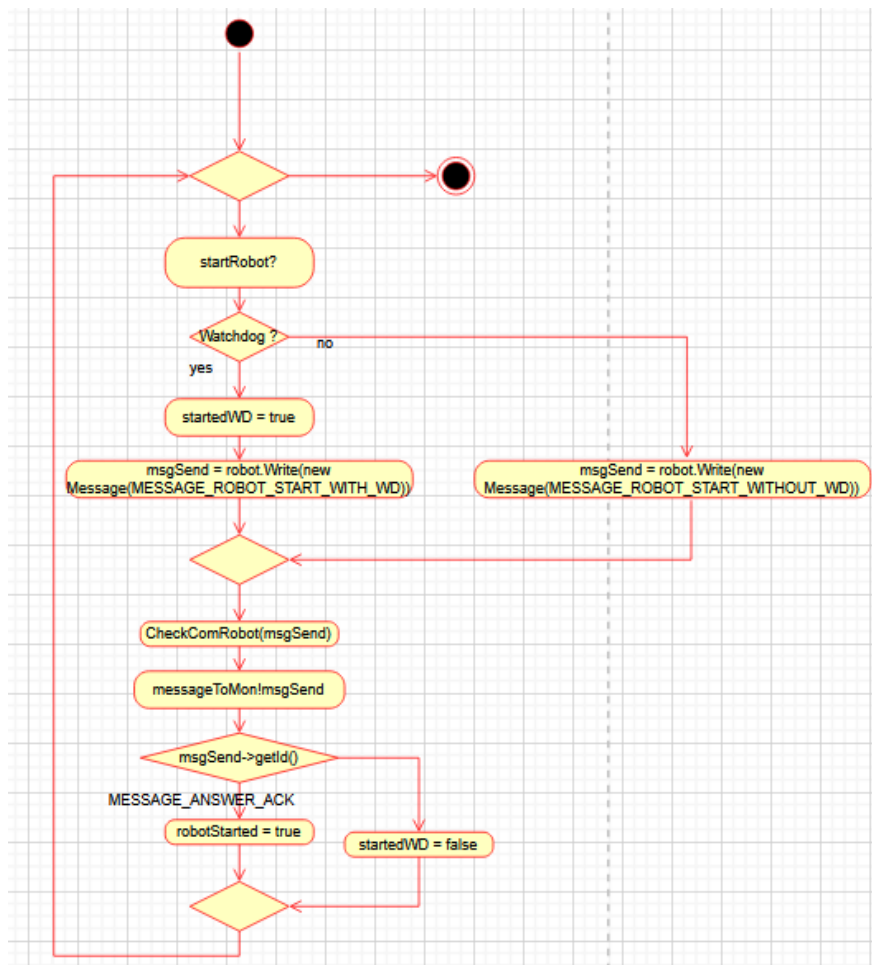 startRobot?
Watchdog ?
no
yes
startedWD = true
msgSend = robot.Write(new
Message(MESSAGE_ROBOT_START_WITH_WD))
msgSend = robot.Write(new
Message(MESSAGE_ROBOT_START_WITHOUT_WD))
CheckComRobot(msgSend)
messageToMon!msgSend
msgSend->getId()
MESSAGE_ANSWER_ACK
robotStarted = true
startedWD = false